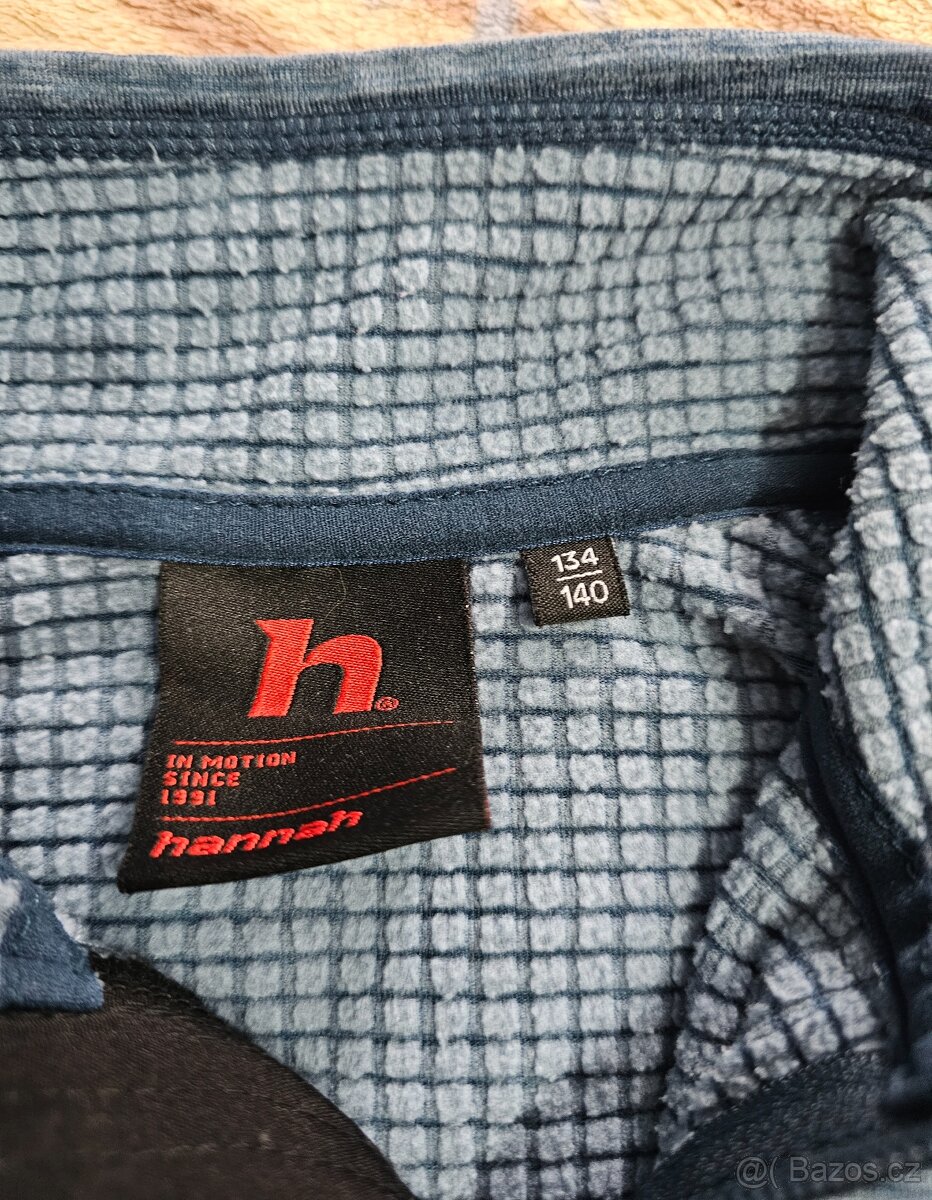 134
140
h®
IN MOTION
SINCE
1991
hannah
@( Bazos.cz